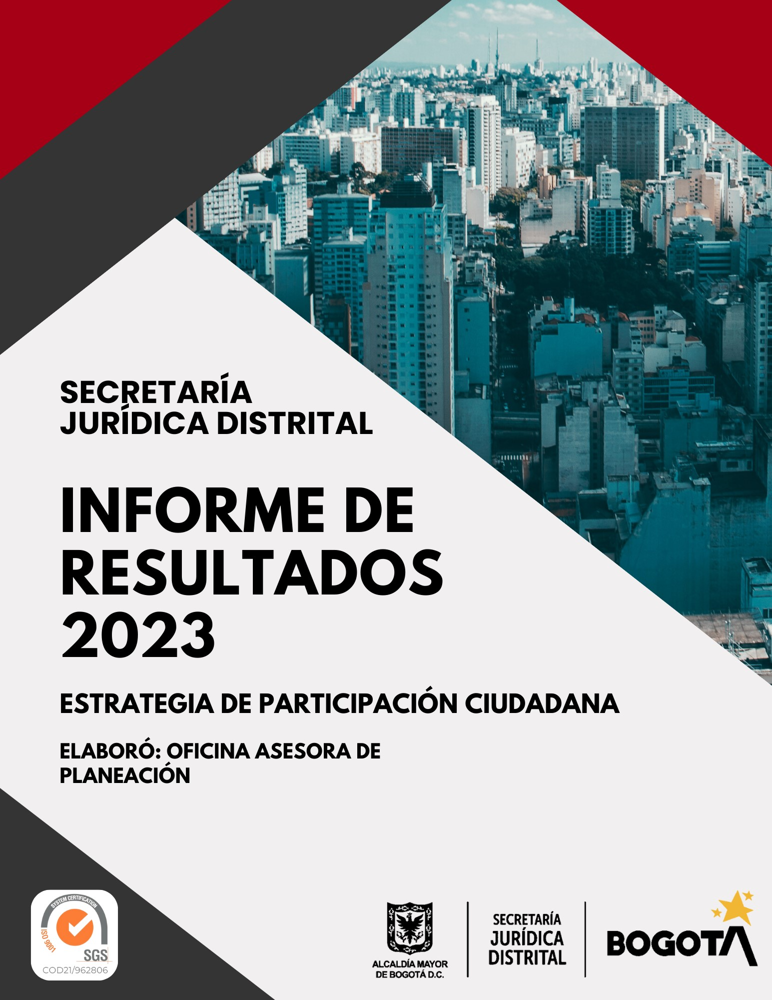 SECRETARÍA
JURÍDICA DISTRITAL
INFORME DE
RESULTADOS
2023
ESTRATEGIA DE PARTICIPACIÓN CIUDADANA
ELABORÓ: OFICINA ASESORA DE
PLANEACIÓN
SYSTEM CERTIFICATION
ISO 9001
SGS
COD21/962806
ALCALDÍA MAYOR
DE BOGOTÁ D.C.
SECRETARÍA
JURÍDICA
DISTRITAL
BOGOTÁ